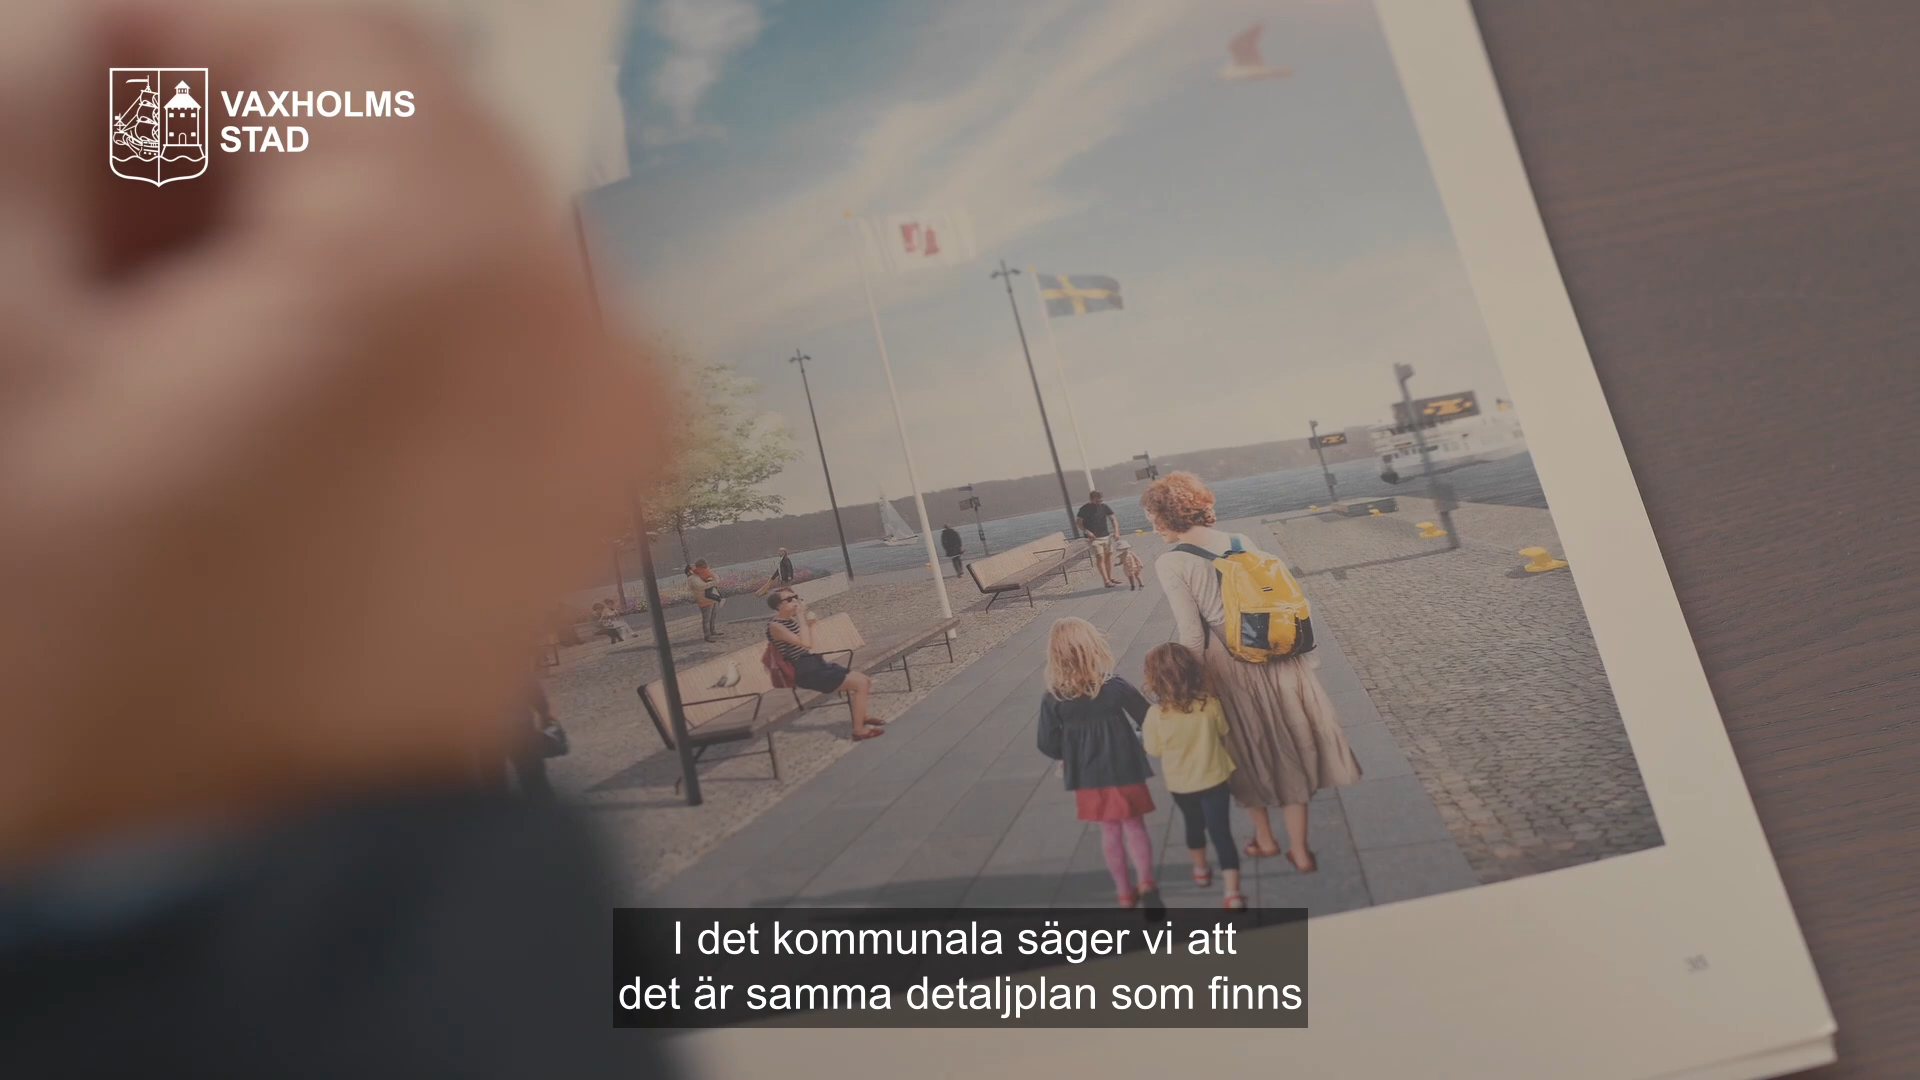 VAXHOLMS
STAD
I det kommunala säger vi att
det är samma detaljplan som finns